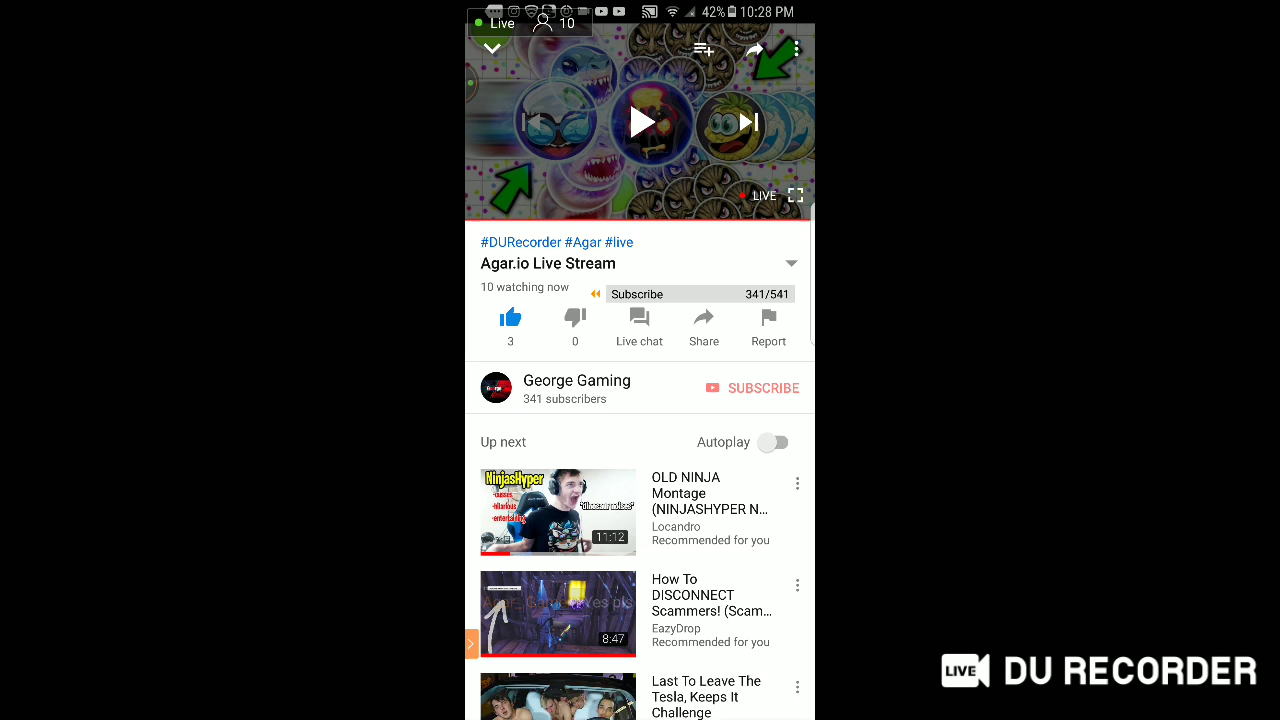 42% 10:28 PM
Live 10
LIVE
#DURecorder #Agar #live
Agar.io Live Stream
10 watching now
Subscribe 341/541
3 0 Live chat Share Report
George Gaming
341 subscribers
SUBSCRIBE
Up next Autoplay
NinjasHyper
-cusses
-hilarious
-entertaining
11:12
OLD NINJA
Montage
(NINJASHYPER N...
Locandro
Recommended for you
8:47
How To
DISCONNECT
Scammers! (Scam...
EazyDrop
Recommended for you
Last To Leave The
Tesla, Keeps It
Challenge
LIVE DU RECORDER